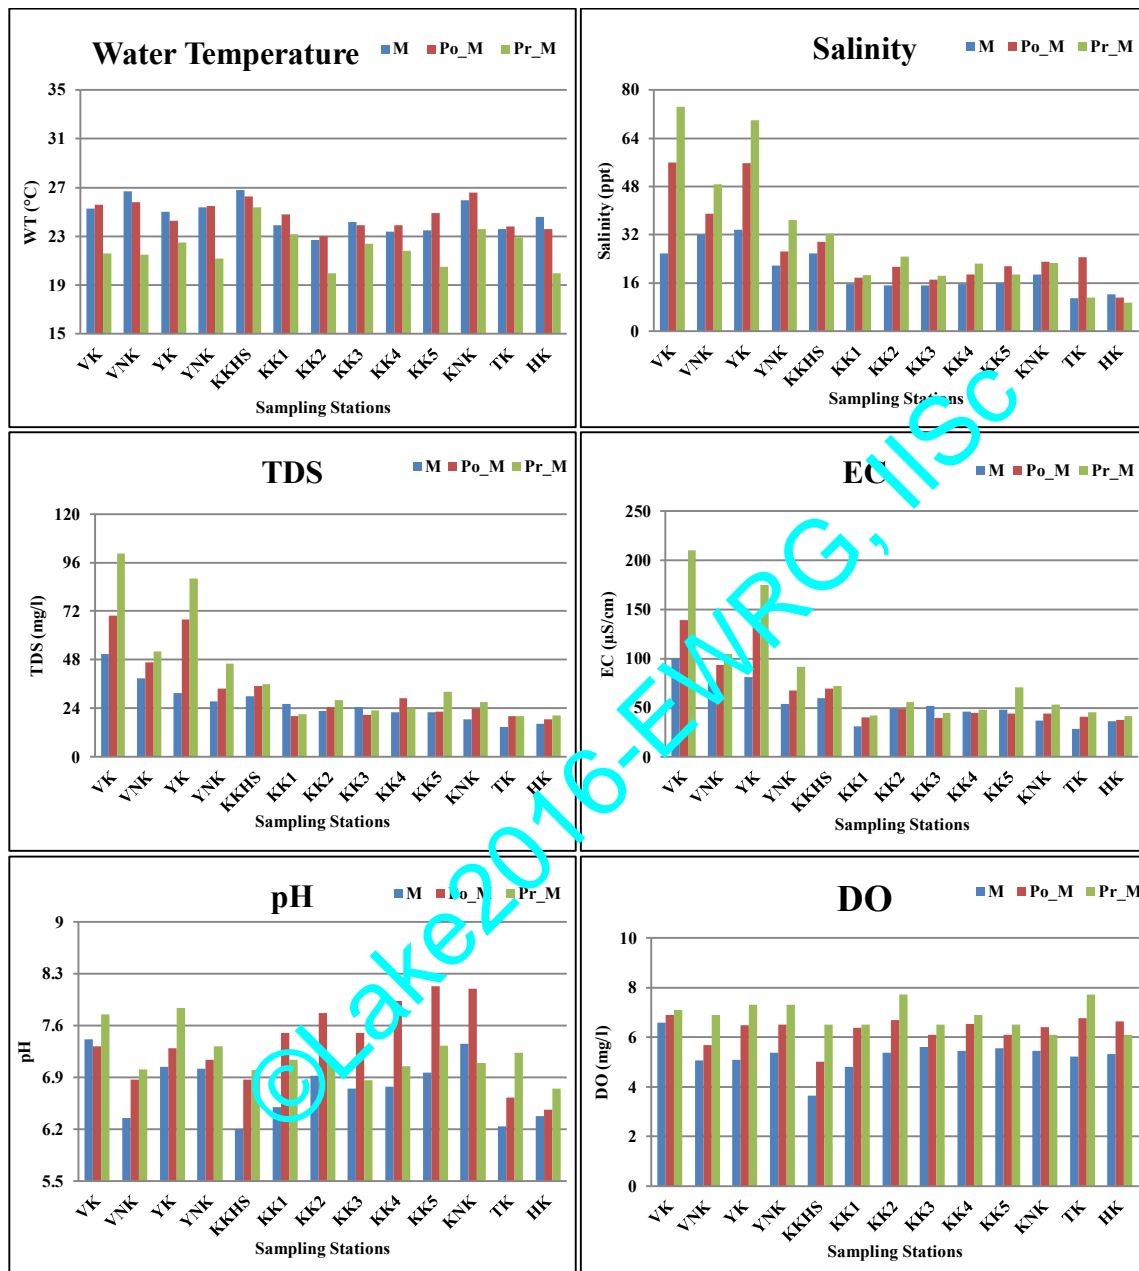 Water Temperature
M Po_M Pr_M
35
31
27
23
19
15
WT (°C)
VK VNK YK YNK KKHS KK1 KK2 KK3 KK4 KK5 KNK TK HK
Sampling Stations
Salinity
M Po_M Pr_M
80
64
48
32
16
0
Salinity (ppt)
VK VNK YK YNK KKHS KK1 KK2 KK3 KK4 KK5 KNK TK HK
Sampling Stations
TDS
M Po_M Pr_M
120
96
72
48
24
0
TDS (mg/l)
VK VNK YK YNK KKHS KK1 KK2 KK3 KK4 KK5 KNK TK HK
Sampling Stations
EC
M Po_M Pr_M
250
200
150
100
50
0
EC (µS/cm)
VK VNK YK YNK KKHS KK1 KK2 KK3 KK4 KK5 KNK TK HK
Sampling Stations
pH
M Po_M Pr_M
9
8.3
7.6
6.9
6.2
5.5
pH
VK VNK YK YNK KKHS KK1 KK2 KK3 KK4 KK5 KNK TK HK
Sampling Stations
DO
M Po_M Pr_M
10
8
6
4
2
0
DO (mg/l)
VK VNK YK YNK KKHS KK1 KK2 KK3 KK4 KK5 KNK TK HK
Sampling Stations
©Lake2016-EWRG, IISc